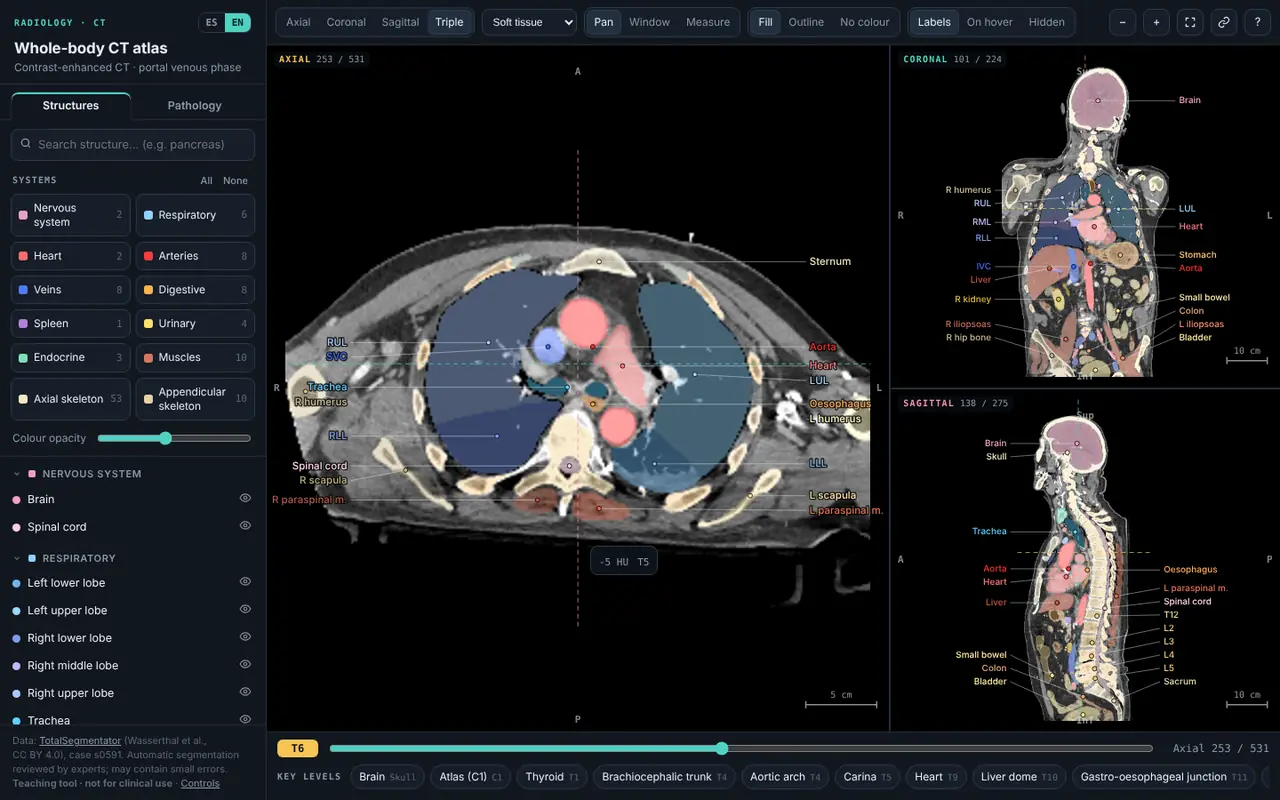 RADIOLOGY · CT
ES
EN
Whole-body CT atlas
Contrast-enhanced CT · portal venous phase
Structures
Pathology
Search structure... (e.g. pancreas)
SYSTEMS
All
None
Nervous system 2
Respiratory 6
Heart 2
Arteries 8
Veins 8
Digestive 8
Spleen 1
Urinary 4
Endocrine 3
Muscles 10
Axial skeleton 53
Appendicular skeleton 10
Colour opacity
NERVOUS SYSTEM
Brain
Spinal cord
RESPIRATORY
Left lower lobe
Left upper lobe
Right lower lobe
Right middle lobe
Right upper lobe
Trachea
Data: TotalSegmentator (Wasserthal et al.,
CC BY 4.0), case s0591. Automatic segmentation
reviewed by experts; may contain small errors.
Teaching tool · not for clinical use · Controls
Axial
Coronal
Sagittal
Triple
Soft tissue
Pan
Window
Measure
Fill
Outline
No colour
Labels
On hover
Hidden
−
+
?
AXIAL 253 / 531
A
R
L
P
RUL
SVC
Trachea
R humerus
RLL
Spinal cord
R scapula
R paraspinal m.
Sternum
Aorta
Heart
LUL
Oesophagus
L humerus
LLL
L scapula
L paraspinal m.
-5 HU T5
5 cm
CORONAL 101 / 224
R
L
Brain
R humerus
RUL
RML
RLL
IVC
Liver
R kidney
R iliopsoas
R hip bone
LUL
Heart
Stomach
Aorta
Small bowel
Colon
L iliopsoas
Bladder
10 cm
SAGITTAL 138 / 275
Sup
A
P
Brain
Skull
Trachea
Aorta
Heart
Liver
Small bowel
Colon
Bladder
Oesophagus
L paraspinal m.
Spinal cord
T12
L2
L3
L4
L5
Sacrum
10 cm
T6
Axial 253 / 531
KEY LEVELS
Brain Skull
Atlas (C1) C1
Thyroid T1
Brachiocephalic trunk T4
Aortic arch T4
Carina T5
Heart T9
Liver dome T10
Gastro-oesophageal junction T11